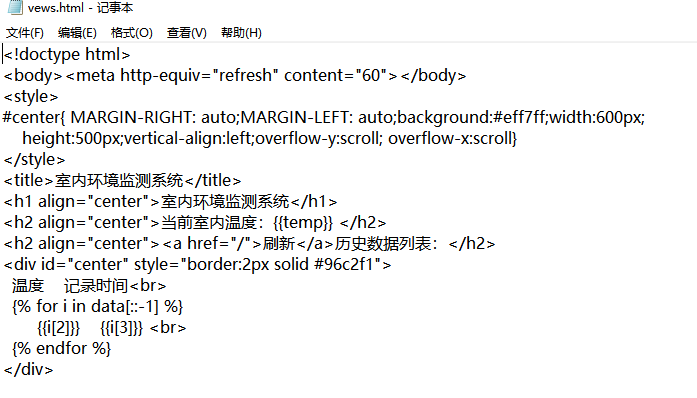 vews.html - 记事本
文件(F) 编辑(E) 格式(O) 查看(V) 帮助(H)
<!doctype html>
<body><meta http-equiv="refresh" content="60"></body>
<style>
#center{ MARGIN-RIGHT: auto;MARGIN-LEFT: auto;background:#eff7ff;width:600px;
height:500px;vertical-align:left;overflow-y:scroll; overflow-x:scroll}
</style>
<title>室内环境监测系统</title>
<h1 align="center">室内环境监测系统</h1>
<h2 align="center">当前室内温度：{{temp}} </h2>
<h2 align="center"><a href="/">刷新</a>历史数据列表：</h2>
<div id="center" style="border:2px solid #96c2f1">
温度 记录时间<br>
{% for i in data[::-1] %}
{{i[2]}} {{i[3]}} <br>
{% endfor %}
</div>